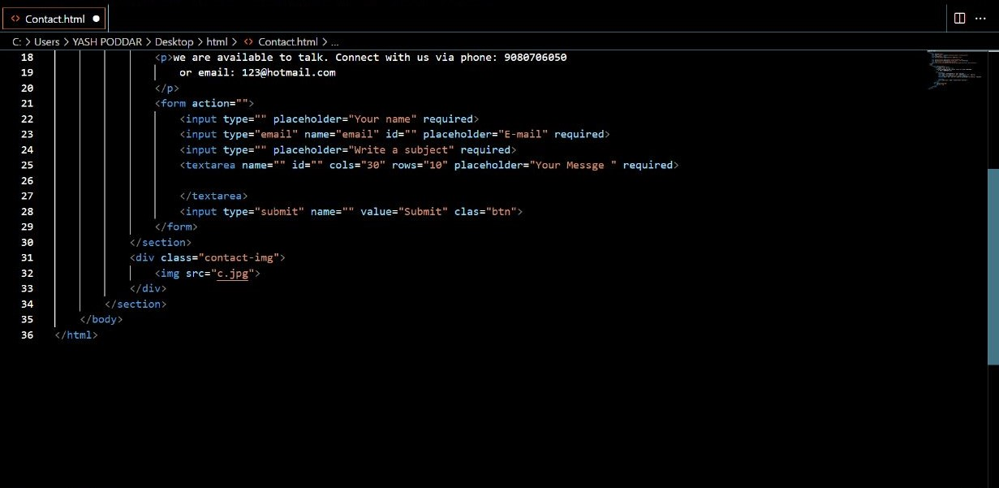 <> Contact.html ●
C: > Users > YASH PODDAR > Desktop > html > <> Contact.html > ...
18 <p>we are available to talk. Connect with us via phone: 9080706050
19 or email: 123@hotmail.com
20 </p>
21 <form action="">
22 <input type="" placeholder="Your name" required>
23 <input type="email" name="email" id="" placeholder="E-mail" required>
24 <input type="" placeholder="Write a subject" required>
25 <textarea name="" id="" cols="30" rows="10" placeholder="Your Messge " required>
26
27 </textarea>
28 <input type="submit" name="" value="Submit" clas="btn">
29 </form>
30 </section>
31 <div class="contact-img">
32 <img src="c.jpg">
33 </div>
34 </section>
35 </body>
36 </html>